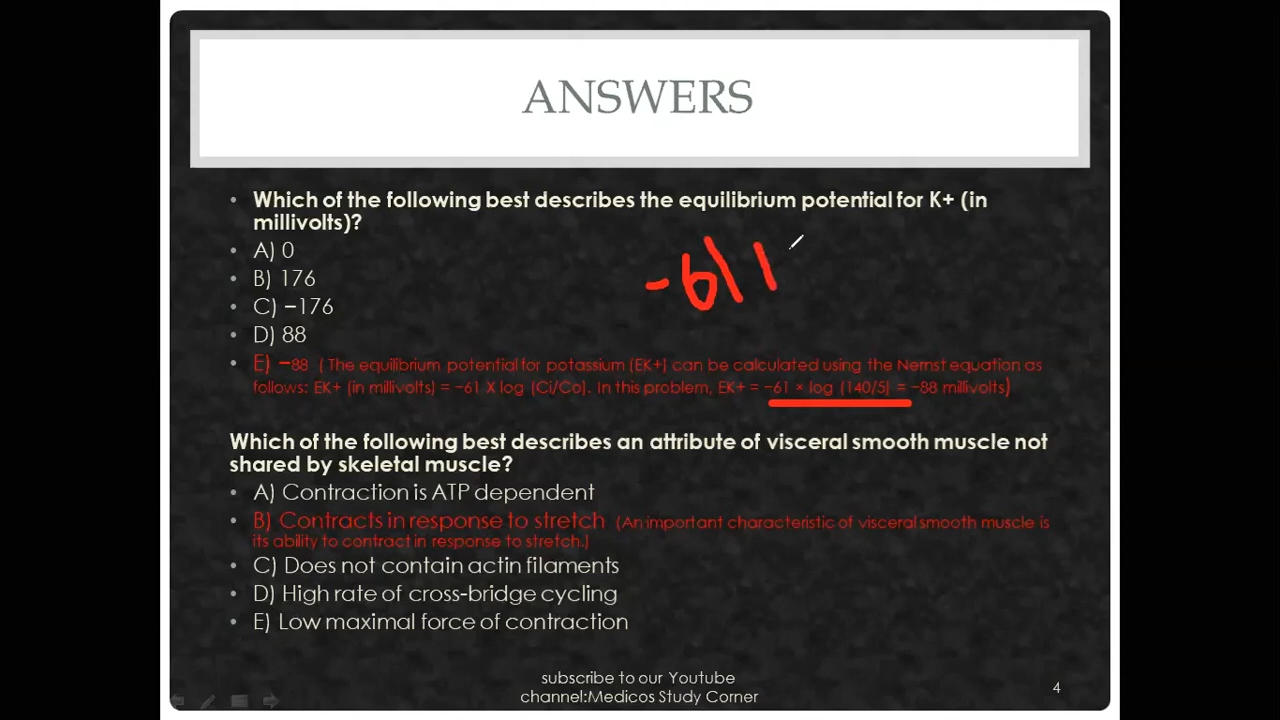 ANSWERS
• Which of the following best describes the equilibrium potential for K+ (in
millivolts)?
• A) 0
• B) 176
• C) −176
• D) 88
• E) −88 ( The equilibrium potential for potassium (EK+) can be calculated using the Nernst equation as
follows: EK+ (in millivolts) = −61 X log (Ci/Co). In this problem, EK+ = −61 × log (140/5) = −88 millivolts)
-61 1
Which of the following best describes an attribute of visceral smooth muscle not
shared by skeletal muscle?
• A) Contraction is ATP dependent
• B) Contracts in response to stretch (An important characteristic of visceral smooth muscle is
its ability to contract in response to stretch.)
• C) Does not contain actin filaments
• D) High rate of cross-bridge cycling
• E) Low maximal force of contraction
subscribe to our Youtube
channel:Medicos Study Corner
4